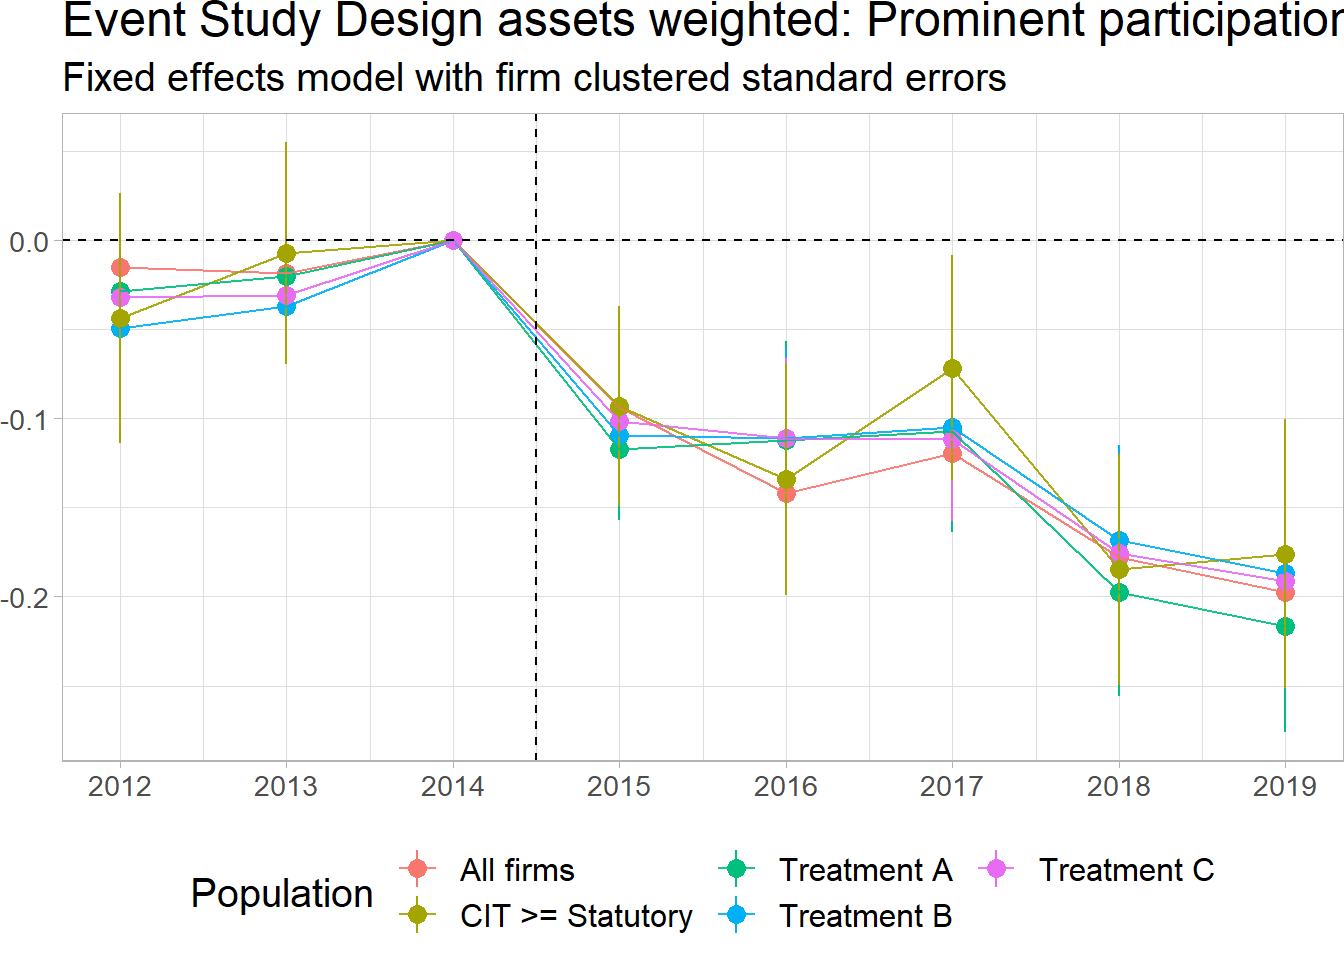 Event Study Design assets weighted: Prominent participation
Fixed effects model with firm clustered standard errors
0.0
-0.1
-0.2
2012 2013 2014 2015 2016 2017 2018 2019
Population
All firms Treatment A Treatment C
CIT >= Statutory Treatment B